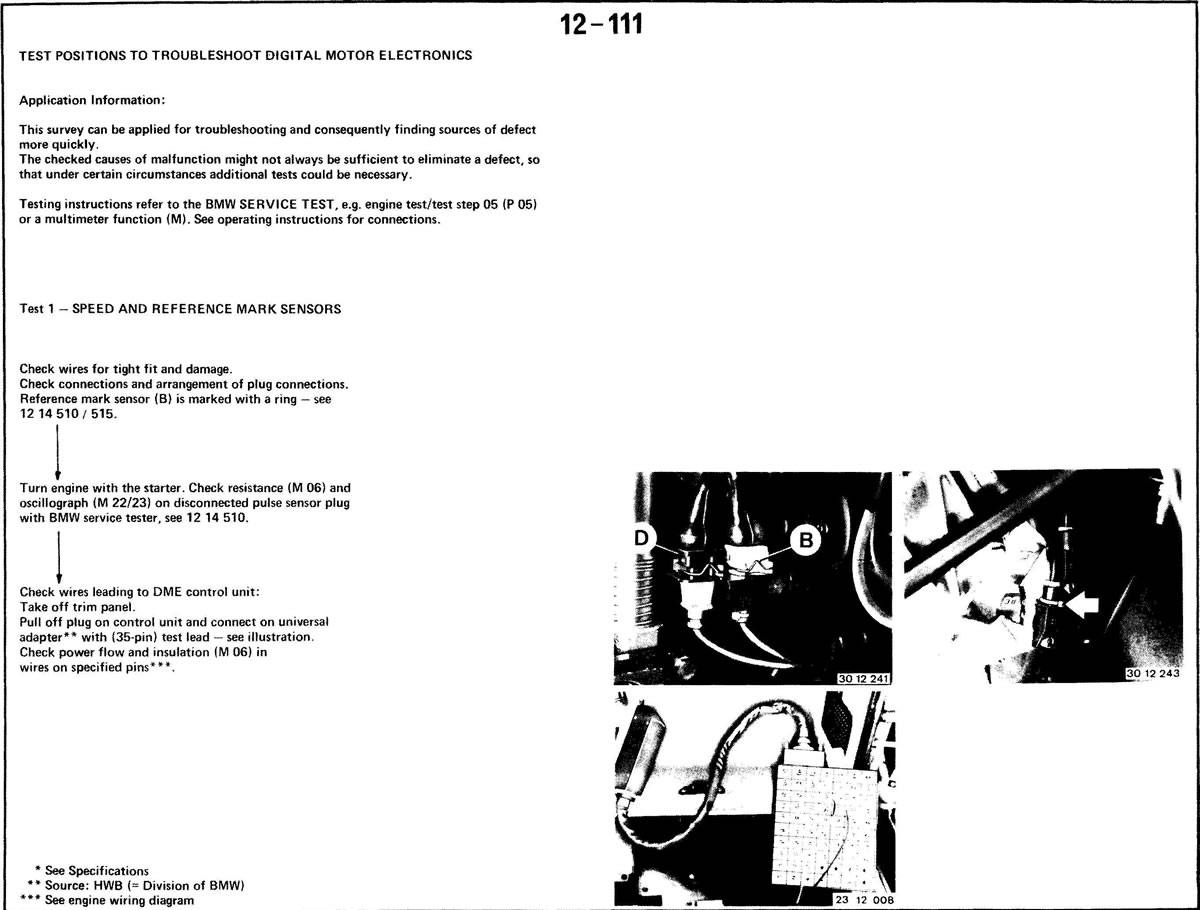 12-111
TEST POSITIONS TO TROUBLESHOOT DIGITAL MOTOR ELECTRONICS
Application Information:
This survey can be applied for troubleshooting and consequently finding sources of defect
more quickly.
The checked causes of malfunction might not always be sufficient to eliminate a defect, so
that under certain circumstances additional tests could be necessary.
Testing instructions refer to the BMW SERVICE TEST, e.g. engine test/test step 05 (P 05)
or a multimeter function (M). See operating instructions for connections.
Test 1 – SPEED AND REFERENCE MARK SENSORS
Check wires for tight fit and damage.
Check connections and arrangement of plug connections.
Reference mark sensor (B) is marked with a ring – see
12 14 510 / 515.
Turn engine with the starter. Check resistance (M 06) and
oscillograph (M 22/23) on disconnected pulse sensor plug
with BMW service tester, see 12 14 510.
Check wires leading to DME control unit:
Take off trim panel.
Pull off plug on control unit and connect on universal
adapter** with (35-pin) test lead – see illustration.
Check power flow and insulation (M 06) in
wires on specified pins***.
D
B
30 12 241
30 12 243
23 12 008
* See Specifications
** Source: HWB (= Division of BMW)
*** See engine wiring diagram